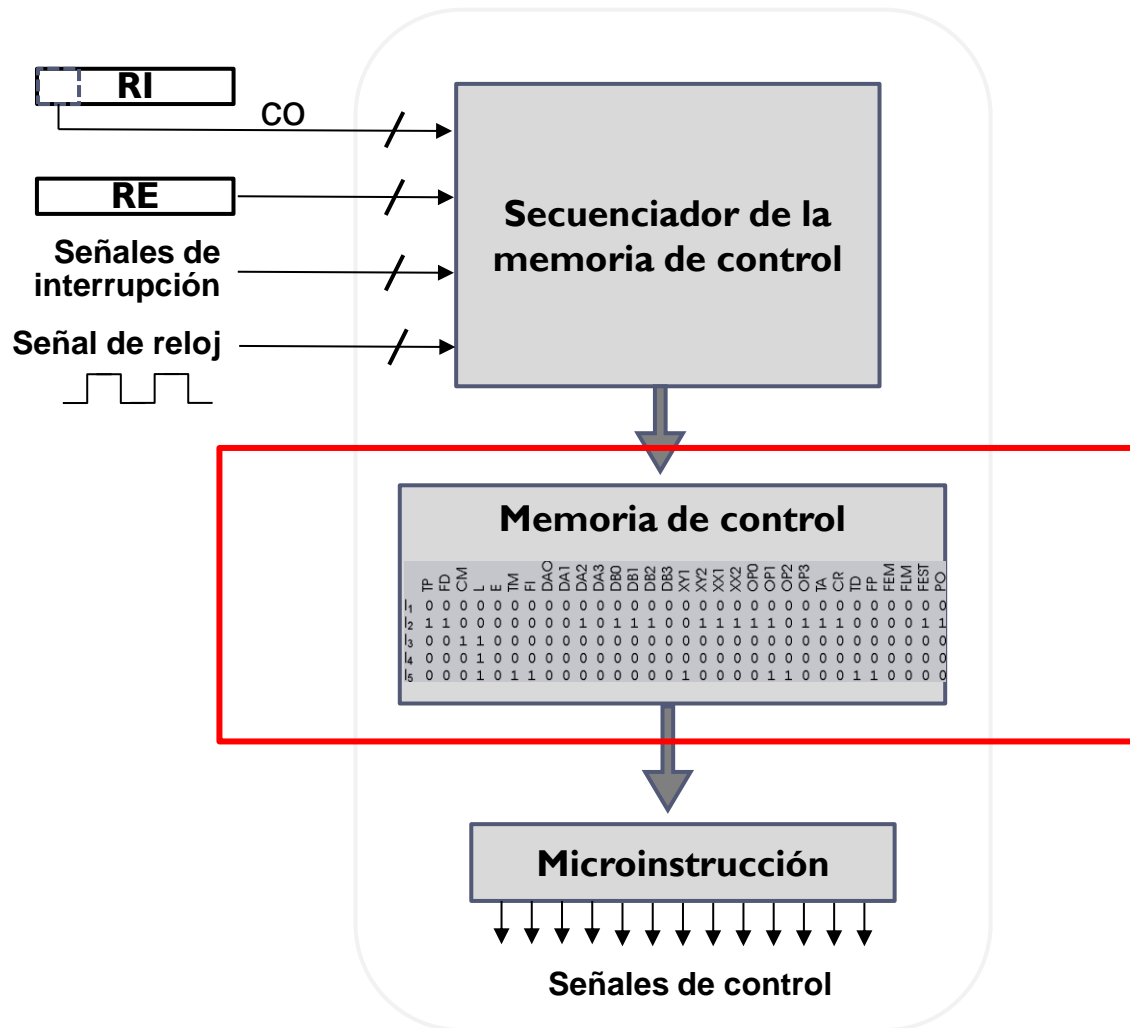 RI
CO
RE
Señales de
interrupción
Señal de reloj
Secuenciador de la
memoria de control
Memoria de control
TP FD CM L E TM FI DAO DA1 DA2 DA3 DB0 DB1 DB2 DB3 XY1 XY2 XX1 XX2 OP0 OP1 OP2 OP3 TA CR TD FP FEM FLM FEST PO
I₁ 0 0 0 0 0 0 0 0 0 0 0 0 0 0 0 0 0 0 0 0 0 0 0 0 0 0 0 0 0 0 0
I₂ 1 1 0 0 0 0 0 0 0 1 0 1 1 1 0 0 1 1 1 1 0 0 1 1 1 0 0 0 0 1 1
I₃ 0 0 1 1 0 0 0 0 0 0 0 0 0 0 0 0 0 0 0 0 0 0 0 0 0 0 0 0 0 0 0
I₄ 0 0 0 1 0 0 0 0 0 0 0 0 0 0 0 0 0 0 0 0 0 0 0 0 0 0 0 0 0 0 0
I₅ 0 0 0 1 0 1 1 0 0 0 0 0 0 0 0 1 0 0 0 0 1 1 0 0 0 1 1 0 0 0 0
Microinstrucción
Señales de control